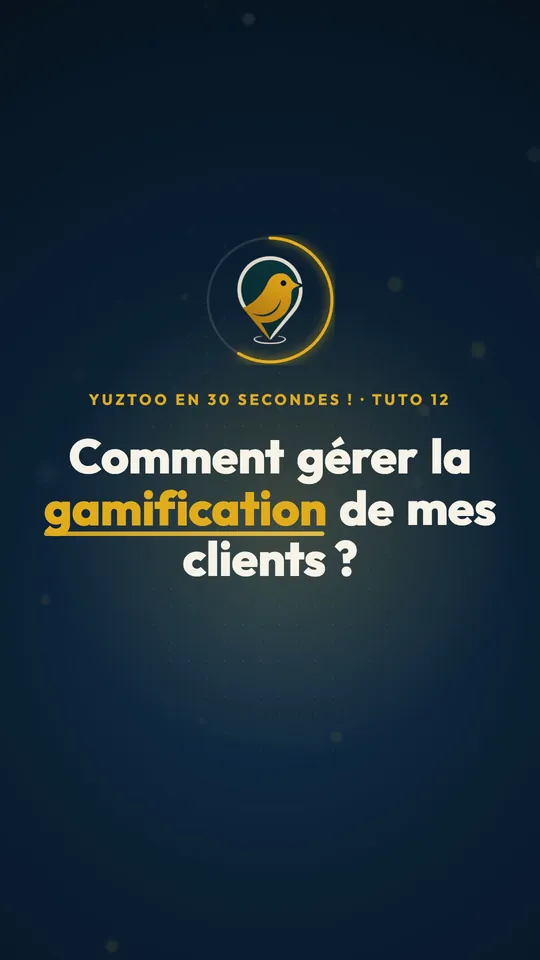 YUZTOO EN 30 SECONDES ! · TUTO 12
Comment gérer la
gamification de mes
clients ?